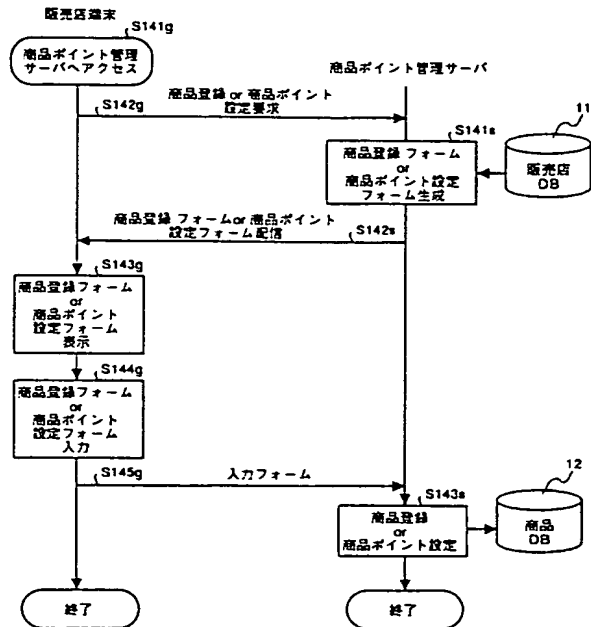 販売店端末
S141g
商品ポイント管理
サーバへアクセス
商品ポイント管理サーバ
S142g
商品登録 or 商品ポイント
設定要求
S141s
11
商品登録 フォーム
or
商品ポイント設定
フォーム生成
販売店
DB
商品登録 フォームor 商品ポイント
設定フォーム配信
S142s
S143g
商品登録フォーム
or
商品ポイント
設定フォーム
表示
S144g
商品登録フォーム
or
商品ポイント
設定フォーム
入力
S145g
入力フォーム
S143s
12
商品登録
or
商品ポイント設定
商品
DB
終了
終了